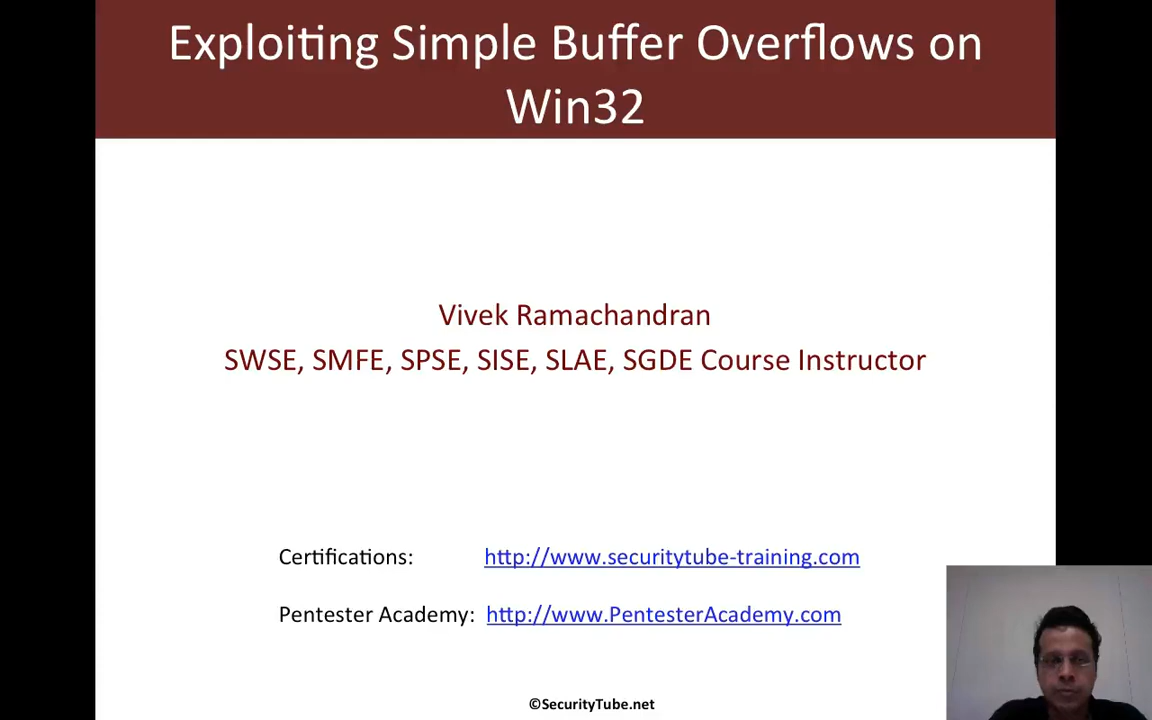 Exploiting Simple Buffer Overflows on
Win32
Vivek Ramachandran
SWSE, SMFE, SPSE, SISE, SLAE, SGDE Course Instructor
Certifications: http://www.securitytube-training.com
Pentester Academy: http://www.PentesterAcademy.com
©SecurityTube.net